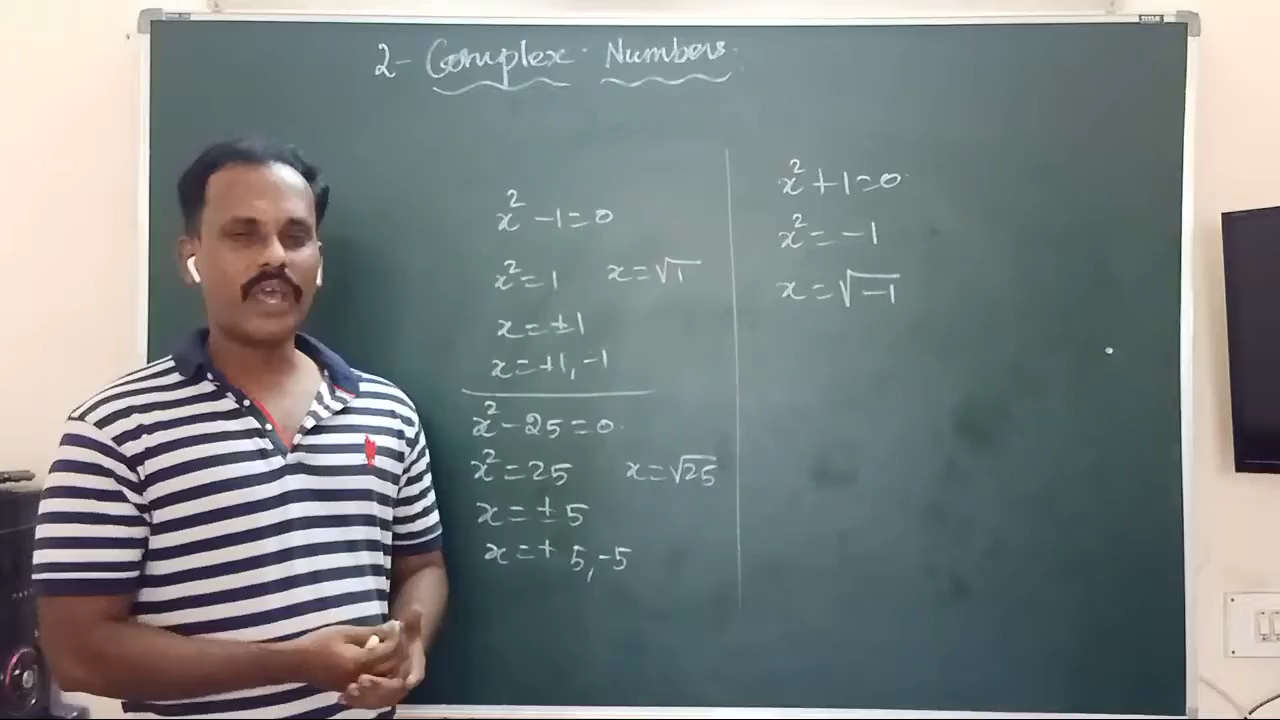 2- Complex Numbers.
x² - 1 = 0
x² = 1 x = √1
x = ±1
x = +1, -1
x² - 25 = 0.
x² = 25 x = √25
x = ± 5
x = + 5, -5
x² + 1 = 0
x² = -1
x = √-1